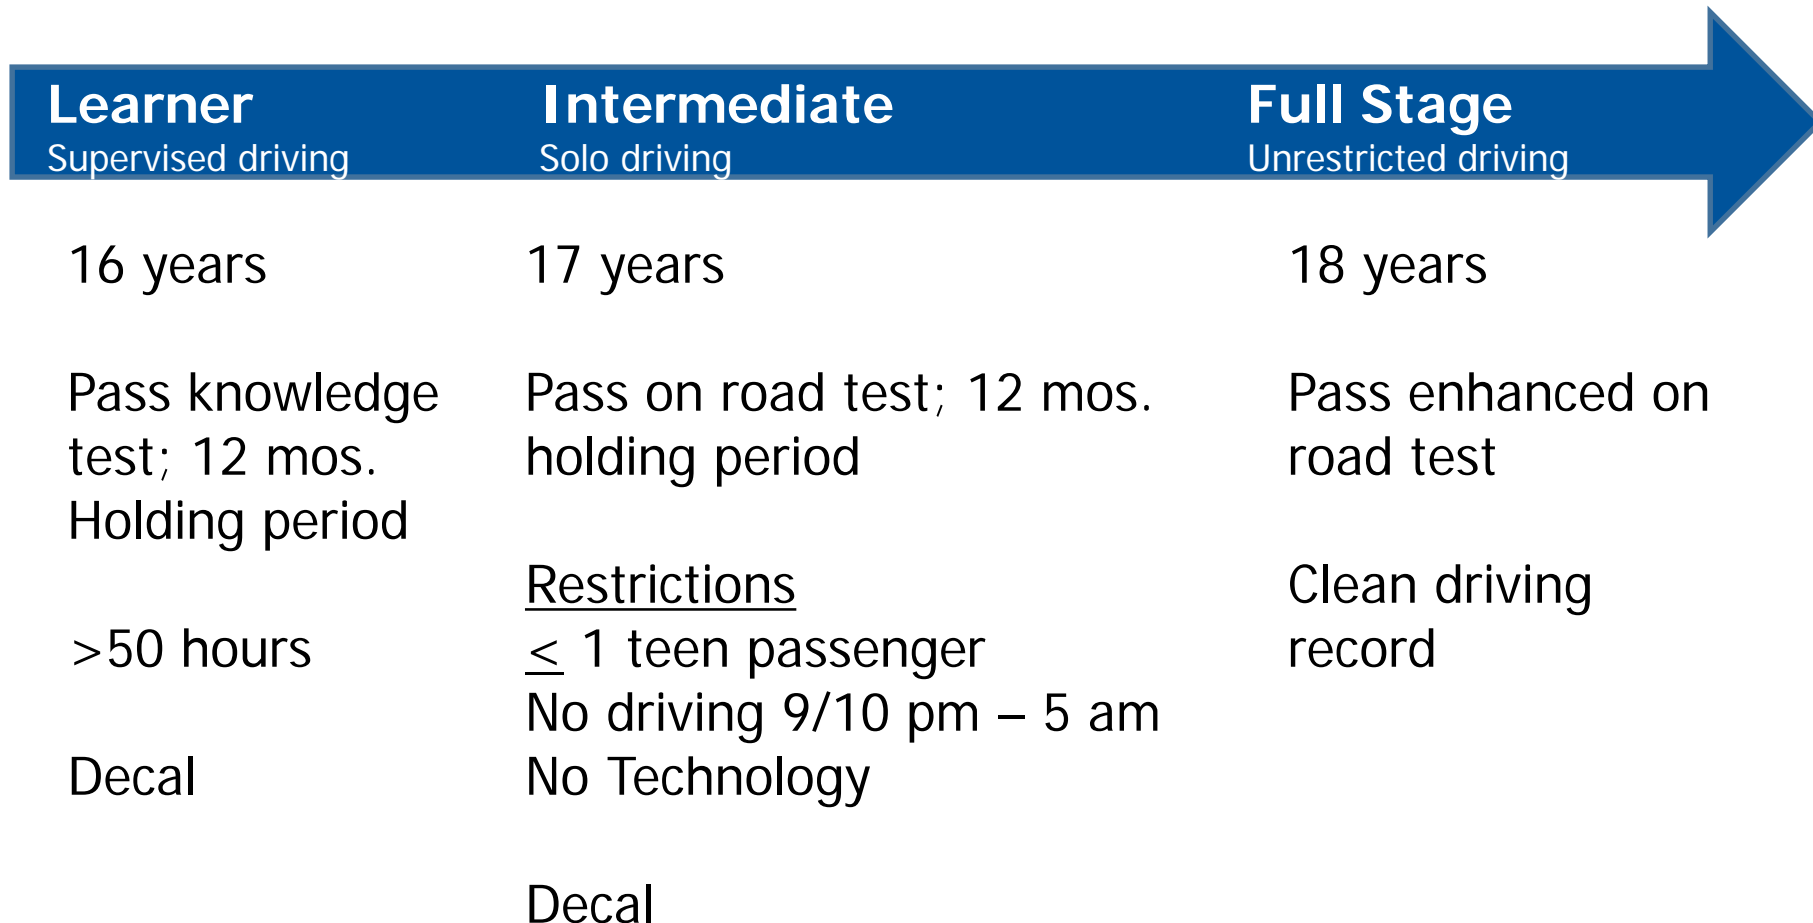 Learner
Supervised driving
Intermediate
Solo driving
Full Stage
Unrestricted driving
16 years
Pass knowledge
test; 12 mos.
Holding period
>50 hours
Decal
17 years
Pass on road test; 12 mos.
holding period
Restrictions
< 1 teen passenger
No driving 9/10 pm – 5 am
No Technology
Decal
18 years
Pass enhanced on
road test
Clean driving
record